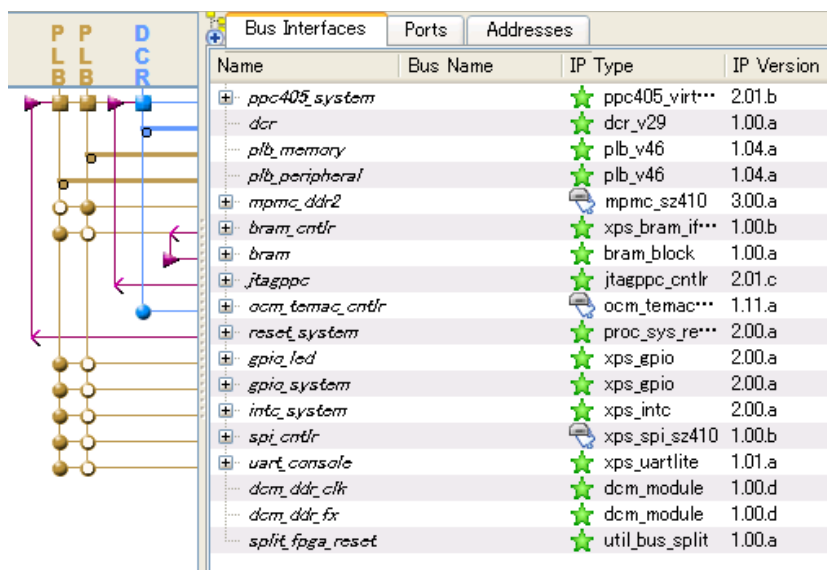 PLB PLB DCR
Bus Interfaces Ports Addresses
Name Bus Name IP Type IP Version
ppc405_system ppc405_virt… 2.01.b
dcr dcr_v29 1.00.a
plb_memory plb_v46 1.04.a
plb_peripheral plb_v46 1.04.a
mpmc_ddr2 mpmc_sz410 3.00.a
bram_cntlr xps_bram_if… 1.00.b
bram bram_block 1.00.a
jtagppc jtagppc_cntlr 2.01.c
ocm_temac_cntlr ocm_temac… 1.11.a
reset_system proc_sys_re… 2.00.a
gpio_led xps_gpio 2.00.a
gpio_system xps_gpio 2.00.a
intc_system xps_intc 2.00.a
spi_cntlr xps_spi_sz410 1.00.b
uart_console xps_uartlite 1.01.a
dcm_ddr_clk dcm_module 1.00.d
dcm_ddr_fx dcm_module 1.00.d
split_fpga_reset util_bus_split 1.00.a